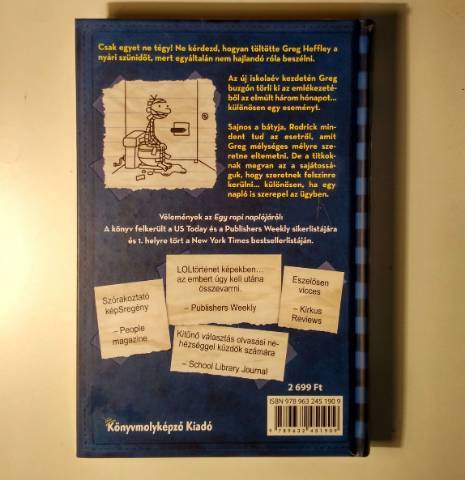 Csak egyet ne tégy! Ne kérdezd, hogyan töltötte Greg Heffley a
nyári szünidőt, mert egyáltalán nem hajlandó róla beszélni.
Az új iskolaév kezdetén Greg
buzgón törli ki az emlékezeté-
ből az elmúlt három hónapot...
különösen egy eseményt.
Sajnos a bátyja, Rodrick min-
dent tud az esetről, amit
Greg mélységes mélyre sze-
retne eltemetni. De a titkok-
nak megvan az a sajátossá-
guk, hogy szeretnek felszínre
kerülni... különösen, ha egy
napló is szerepel az ügyben.
Vélemények az Egy ropi naplójáról:
A könyv felkerült a US Today és a Publishers Weekly sikerlistájára
és 1. helyre tört a New York Times bestsellerlistáján.
Szórakoztató
képSregény
– People
magazine
LOLtörténet képekben...
az embert úgy kell utána
összevarrni.
– Publishers Weekly
Eszelősen
vicces
– Kirkus
Reviews
Kitűnő választás olvasási ne-
hézséggel küzdők számára
– School Library Journal
2 699 Ft
ISBN 978 963 245 190 9
9 789632 451909
Könyvmolyképző Kiadó